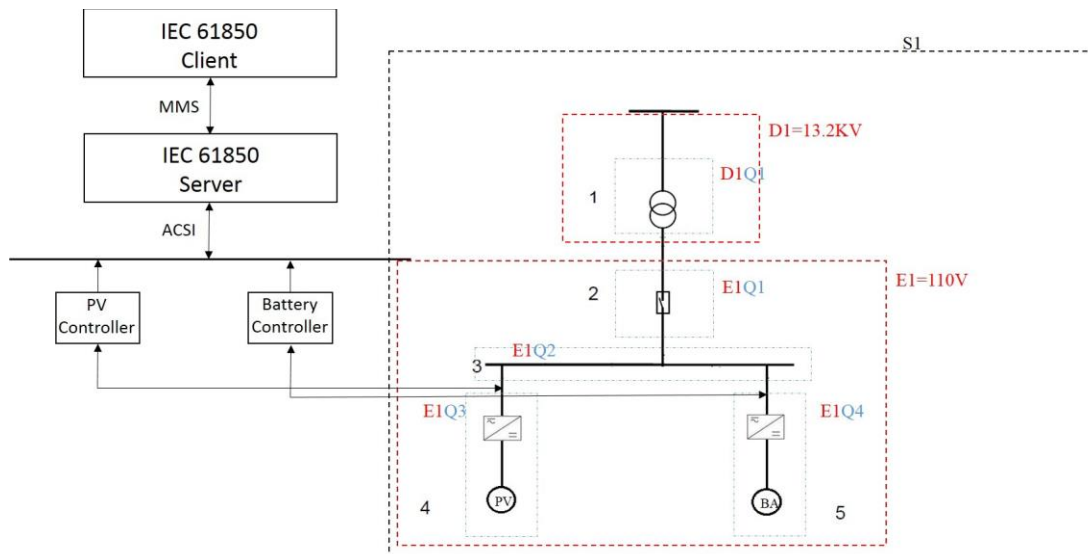 IEC 61850
Client
MMS
IEC 61850
Server
ACSI
PV
Controller
Battery
Controller
S1
D1=13.2KV
D1Q1
1
E1=110V
E1Q1
2
E1Q2
3
E1Q3
E1Q4
PV
BA
4
5